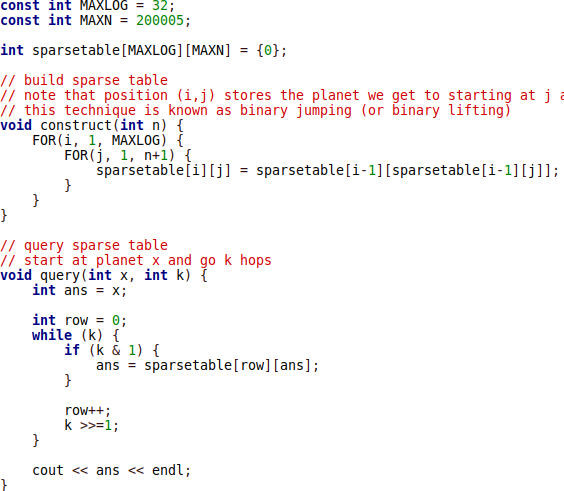 const int MAXLOG = 32;
const int MAXN = 200005;
int sparsetable[MAXLOG][MAXN] = {0};
// build sparse table
// note that position (i,j) stores the planet we get to starting at j a
// this technique is known as binary jumping (or binary lifting)
void construct(int n) {
    FOR(i, 1, MAXLOG) {
        FOR(j, 1, n+1) {
            sparsetable[i][j] = sparsetable[i-1][sparsetable[i-1][j]];
        }
    }
}
// query sparse table
// start at planet x and go k hops
void query(int x, int k) {
    int ans = x;
    int row = 0;
    while (k) {
        if (k & 1) {
            ans = sparsetable[row][ans];
        }
        row++;
        k >>=1;
    }
    cout << ans << endl;
}